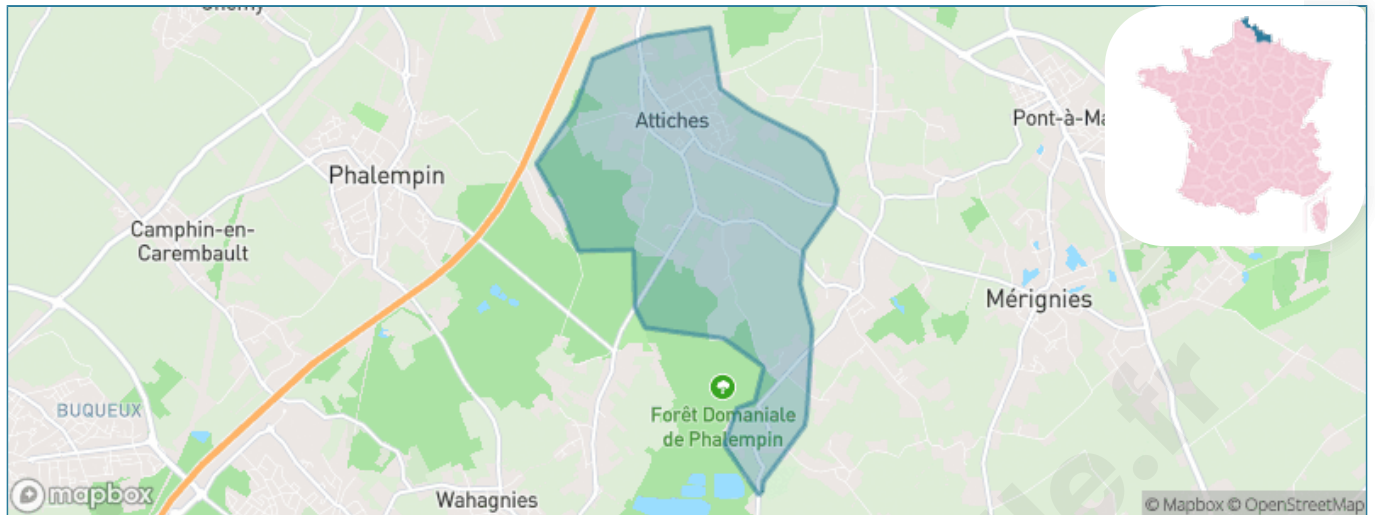 Attiches
Pont-à-Ma
Phalempin
Camphin-en-
Carembault
Mérignies
BUQUEUX
Forêt Domaniale
de Phalempin
Wahagnies
mapbox
© Mapbox © OpenStreetMap